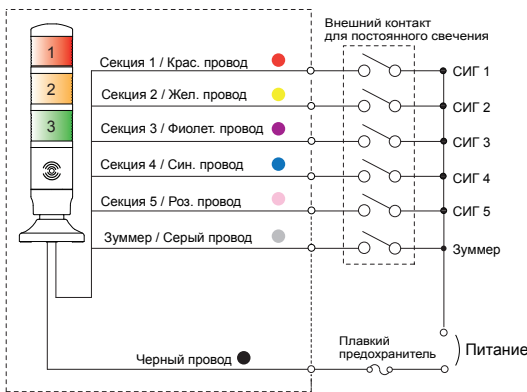 Внешний контакт
для постоянного свечения
1
2
3
Секция 1 / Крас. провод
СИГ 1
Секция 2 / Жел. провод
СИГ 2
Секция 3 / Фиолет. провод
СИГ 3
Секция 4 / Син. провод
СИГ 4
Секция 5 / Роз. провод
СИГ 5
Зуммер / Серый провод
Зуммер
Черный провод
Плавкий
предохранитель
Питание